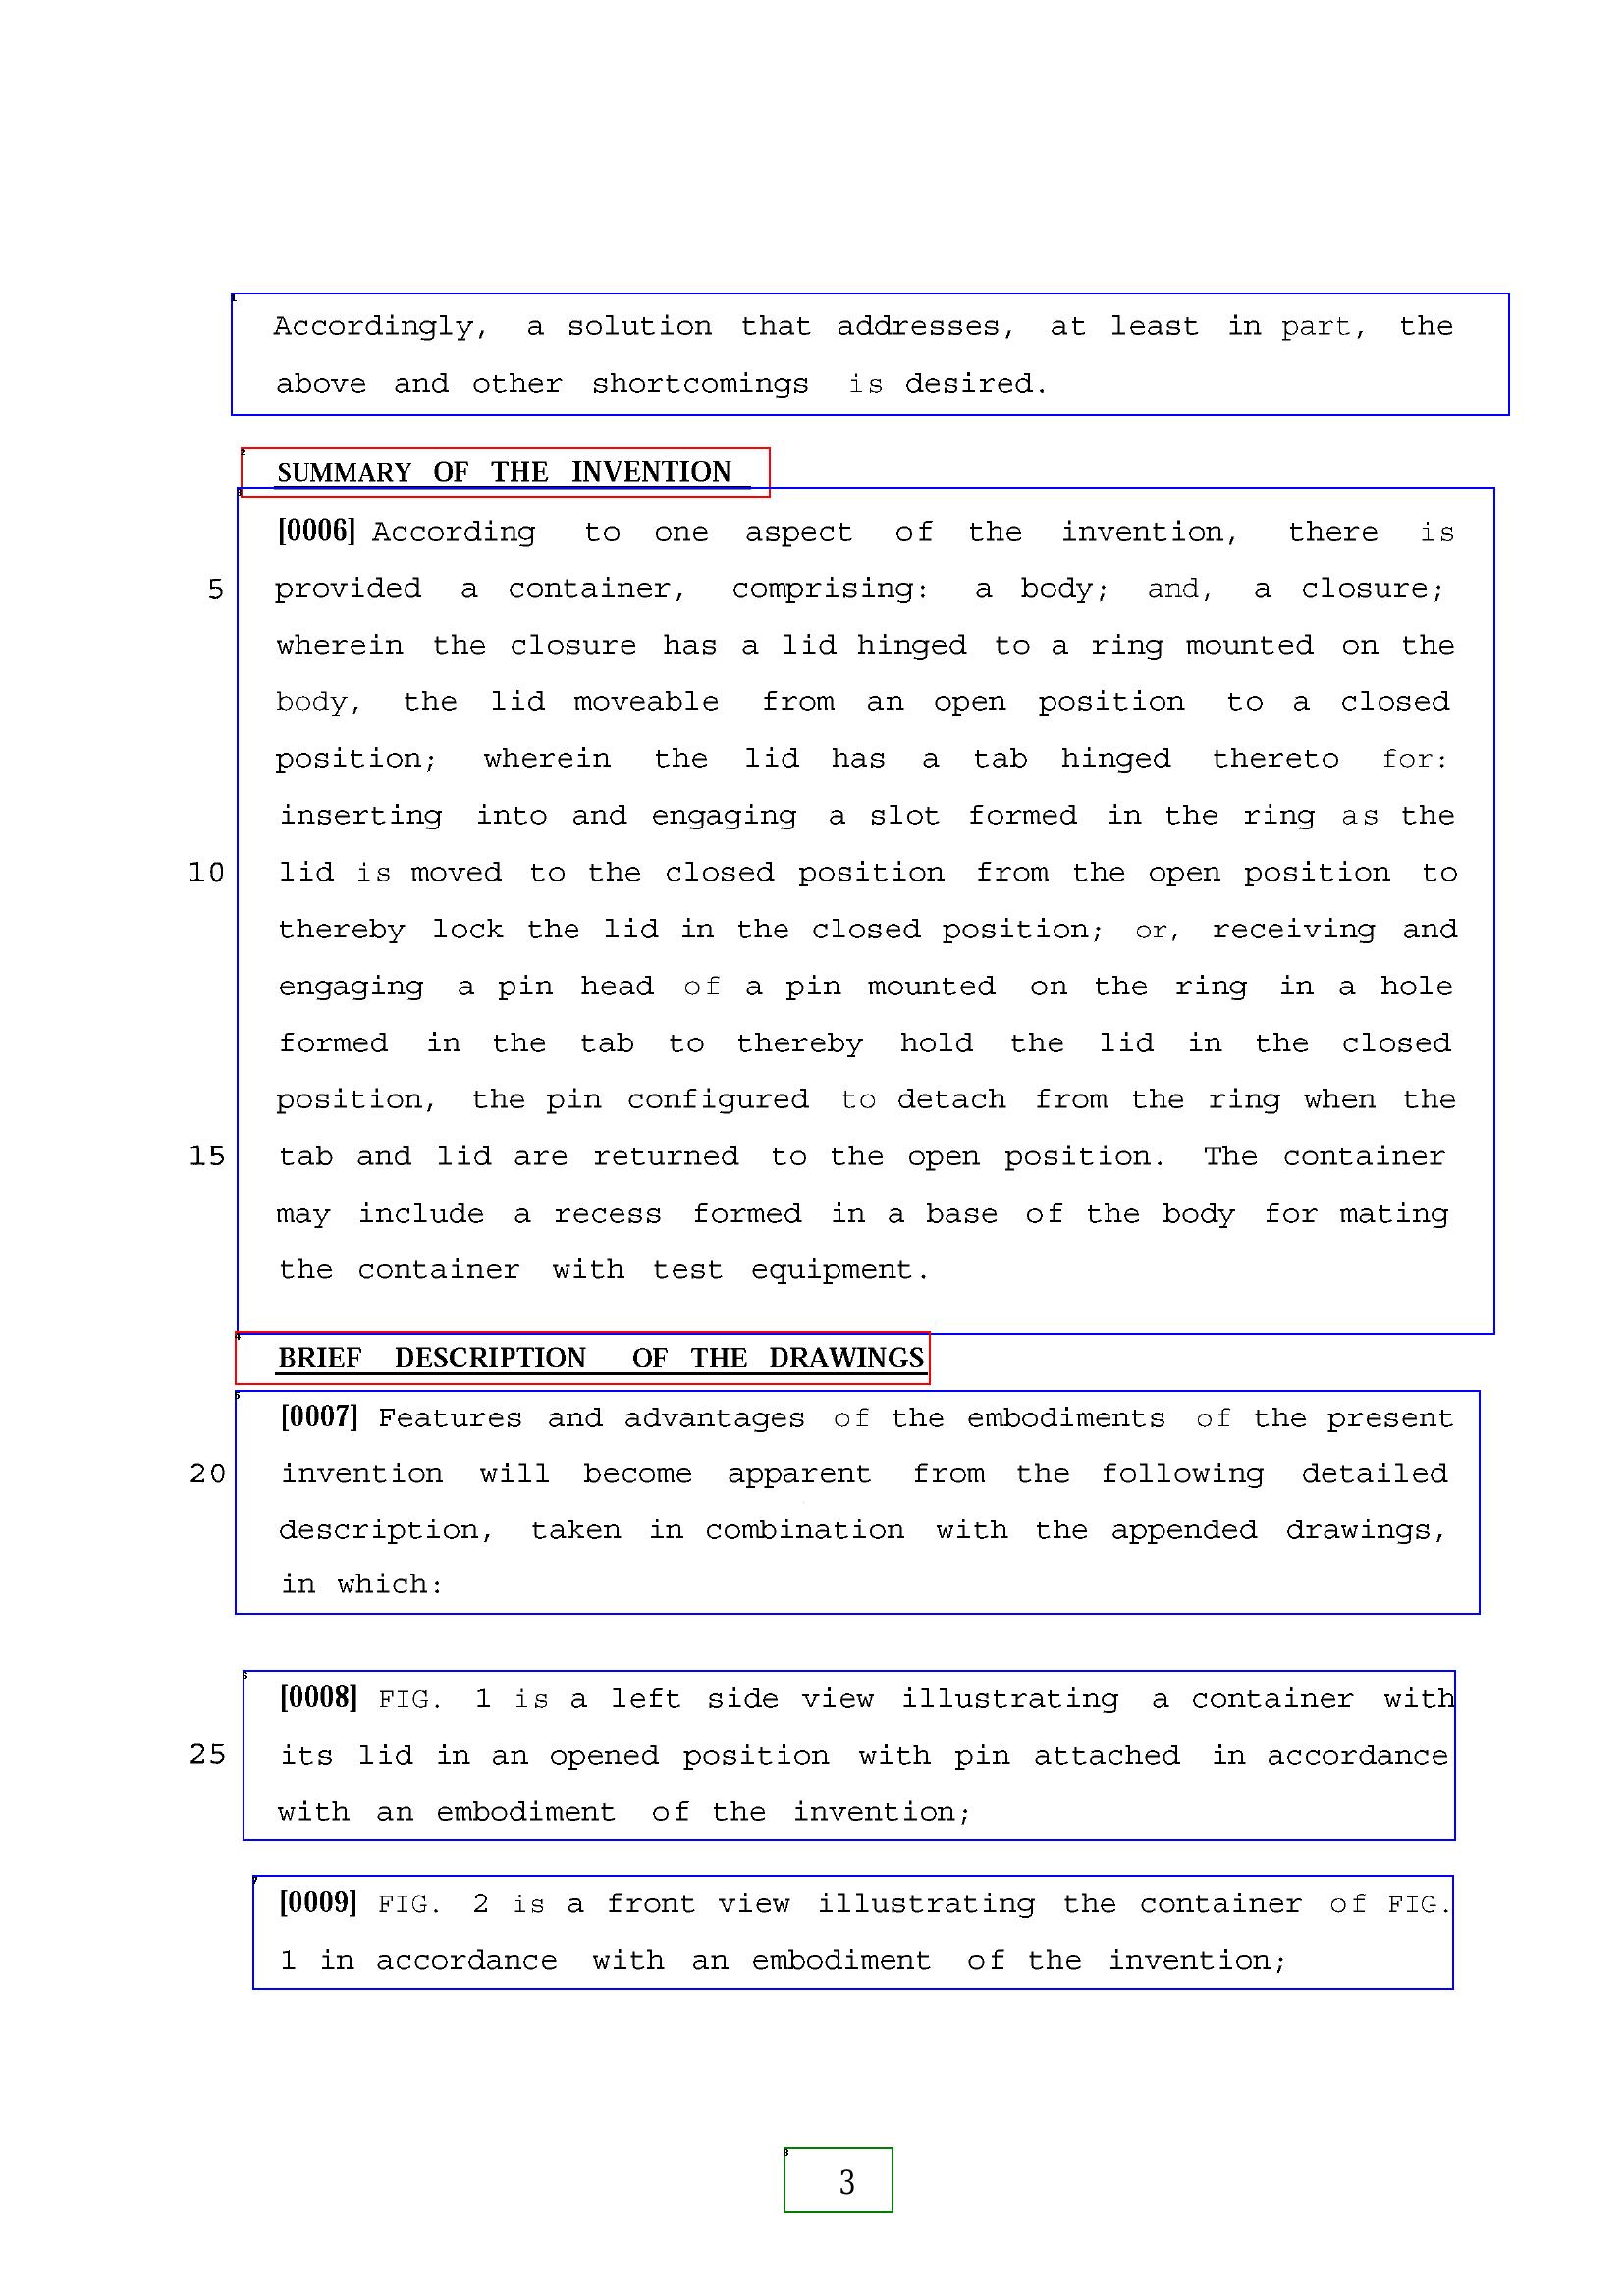 Accordingly, a solution that addresses, at least in part, the
above and other shortcomings is desired.
SUMMARY OF THE INVENTION
[0006] According to one aspect of the invention, there is
5 provided a container, comprising: a body; and, a closure;
wherein the closure has a lid hinged to a ring mounted on the
body, the lid moveable from an open position to a closed
position; wherein the lid has a tab hinged thereto for:
inserting into and engaging a slot formed in the ring as the
10 lid is moved to the closed position from the open position to
thereby lock the lid in the closed position; or, receiving and
engaging a pin head of a pin mounted on the ring in a hole
formed in the tab to thereby hold the lid in the closed
position, the pin configured to detach from the ring when the
15 tab and lid are returned to the open position. The container
may include a recess formed in a base of the body for mating
the container with test equipment.
BRIEF DESCRIPTION OF THE DRAWINGS
[0007] Features and advantages of the embodiments of the present
20 invention will become apparent from the following detailed
description, taken in combination with the appended drawings,
in which:
[0008] FIG. 1 is a left side view illustrating a container with
25 its lid in an opened position with pin attached in accordance
with an embodiment of the invention;
[0009] FIG. 2 is a front view illustrating the container of FIG.
1 in accordance with an embodiment of the invention;
3